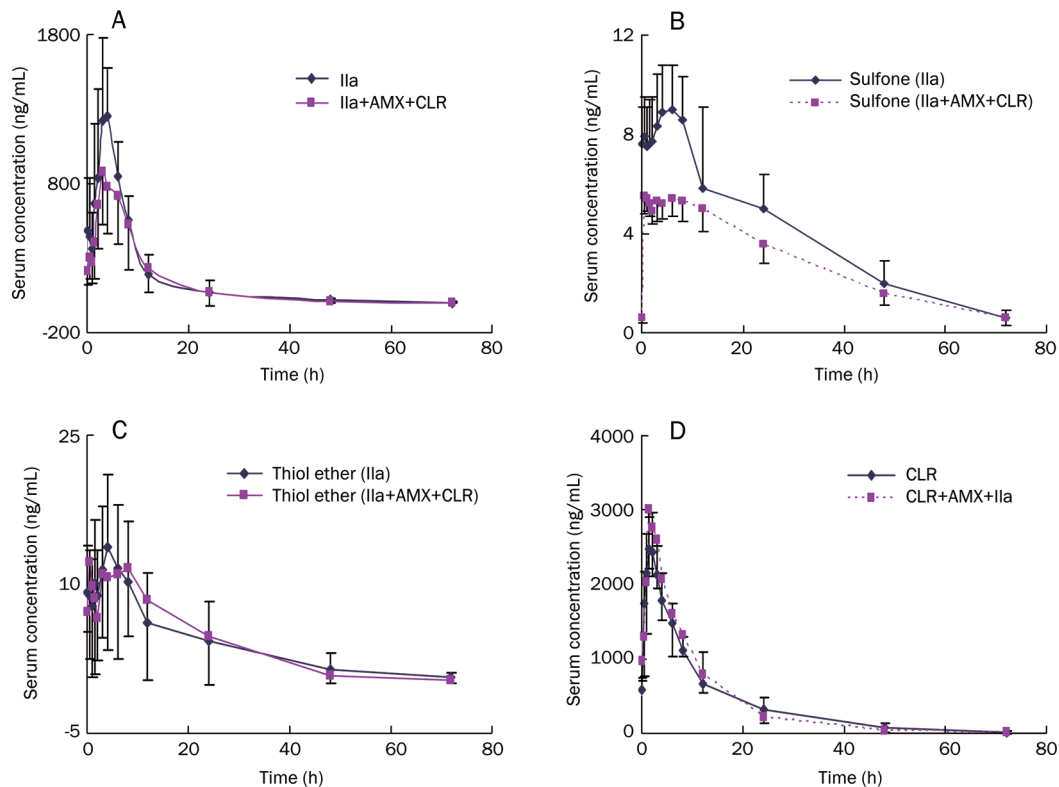 A
1800
800
-200
Serum concentration (ng/mL)
IIa
IIa+AMX+CLR
0
20
40
60
80
Time (h)
B
12
8
4
0
Serum concentration (ng/mL)
Sulfone (IIa)
Sulfone (IIa+AMX+CLR)
0
20
40
60
80
Time (h)
C
25
10
-5
Serum concentration (ng/mL)
Thiol ether (IIa)
Thiol ether (IIa+AMX+CLR)
0
20
40
60
80
Time (h)
D
4000
3000
2000
1000
0
Serum concentration (ng/mL)
CLR
CLR+AMX+IIa
0
20
40
60
80
Time (h)